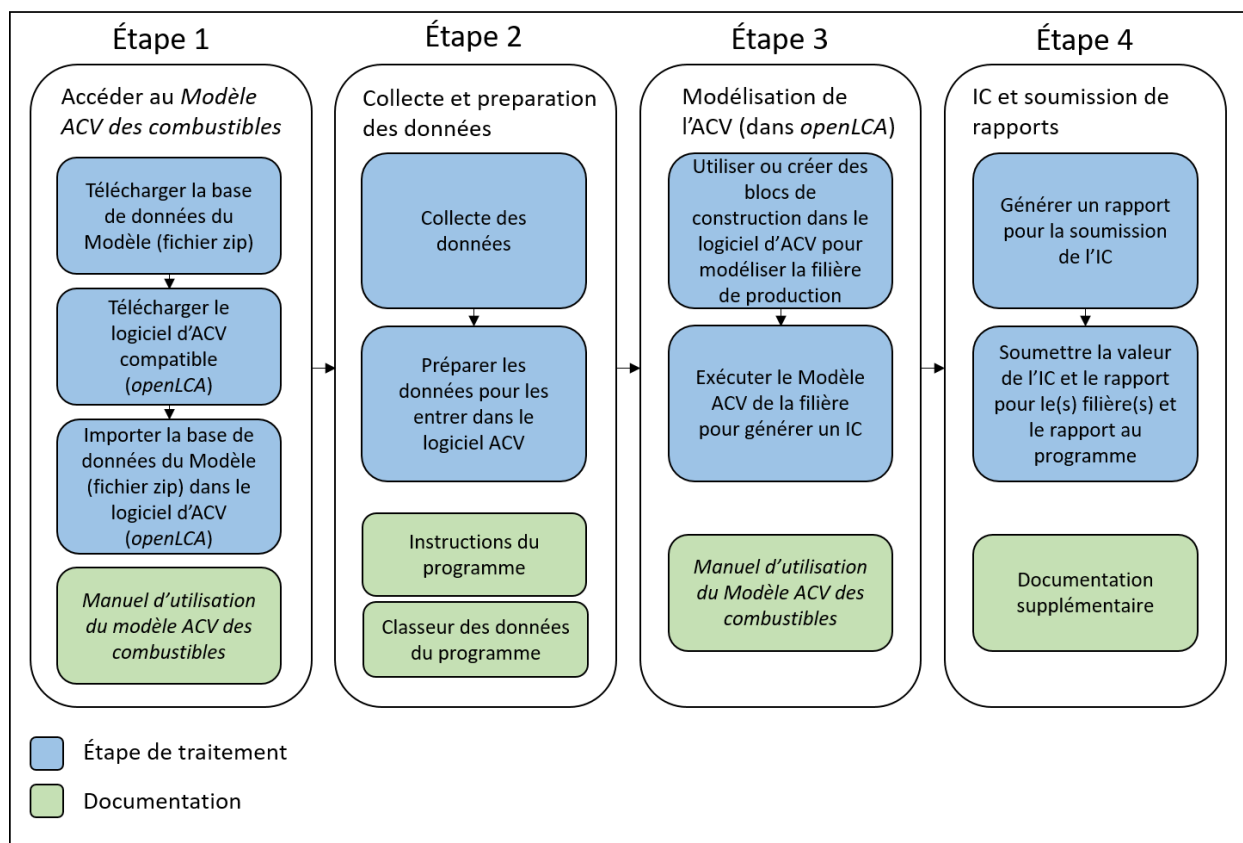 Étape 1
Accéder au Modèle
ACV des combustibles
Télécharger la base
de données du
Modèle (fichier zip)
Télécharger le
logiciel d’ACV
compatible
(openLCA)
Importer la base de
données du Modèle
(fichier zip) dans le
logiciel d’ACV
(openLCA)
Manuel d’utilisation
du modèle ACV des
combustibles
Étape 2
Collecte et preparation
des données
Collecte des
données
Préparer les
données pour les
entrer dans le
logiciel ACV
Instructions du
programme
Classeur des données
du programme
Étape 3
Modélisation de
l’ACV (dans openLCA)
Utiliser ou créer des
blocs de
construction dans le
logiciel d’ACV pour
modéliser la filière
de production
Exécuter le Modèle
ACV de la filière
pour générer un IC
Manuel d’utilisation
du Modèle ACV des
combustibles
Étape 4
IC et soumission de
rapports
Générer un rapport
pour la soumission
de l’IC
Soumettre la valeur
de l’IC et le rapport
pour le(s) filière(s) et
le rapport au
programme
Documentation
supplémentaire
Étape de traitement
Documentation